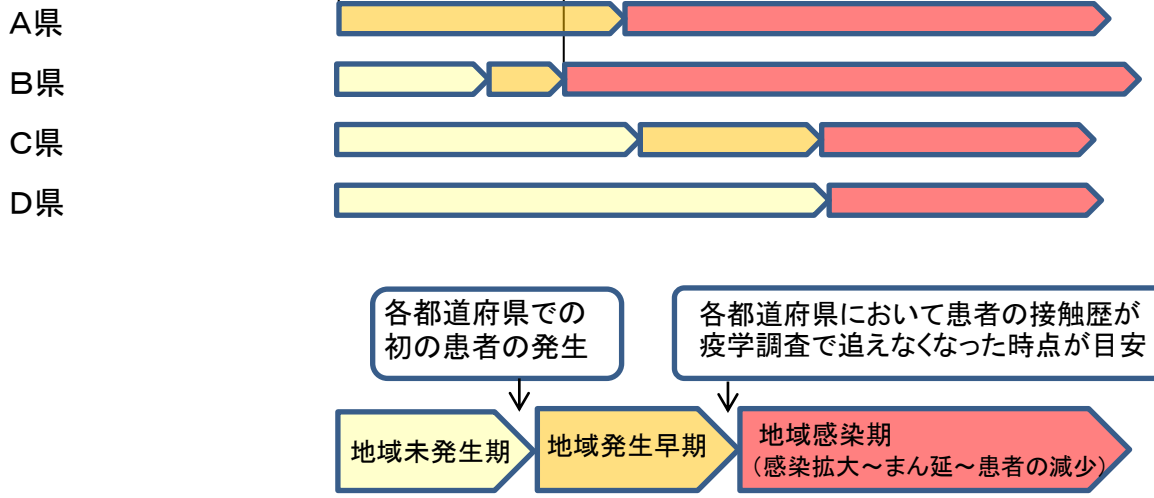 A県
B県
C県
D県
各都道府県での
初の患者の発生
各都道府県において患者の接触歴が
疫学調査で追えなくなった時点が目安
地域未発生期
地域発生早期
地域感染期
(感染拡大～まん延～患者の減少)